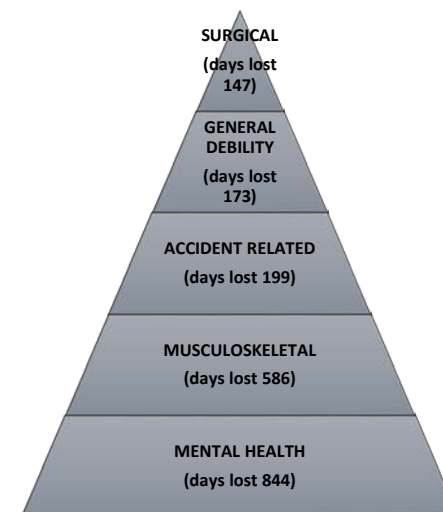 SURGICAL
(days lost
147)
GENERAL
DEBILITY
(days lost
173)
ACCIDENT RELATED
(days lost 199)
MUSCULOSKELETAL
(days lost 586)
MENTAL HEALTH
(days lost 844)